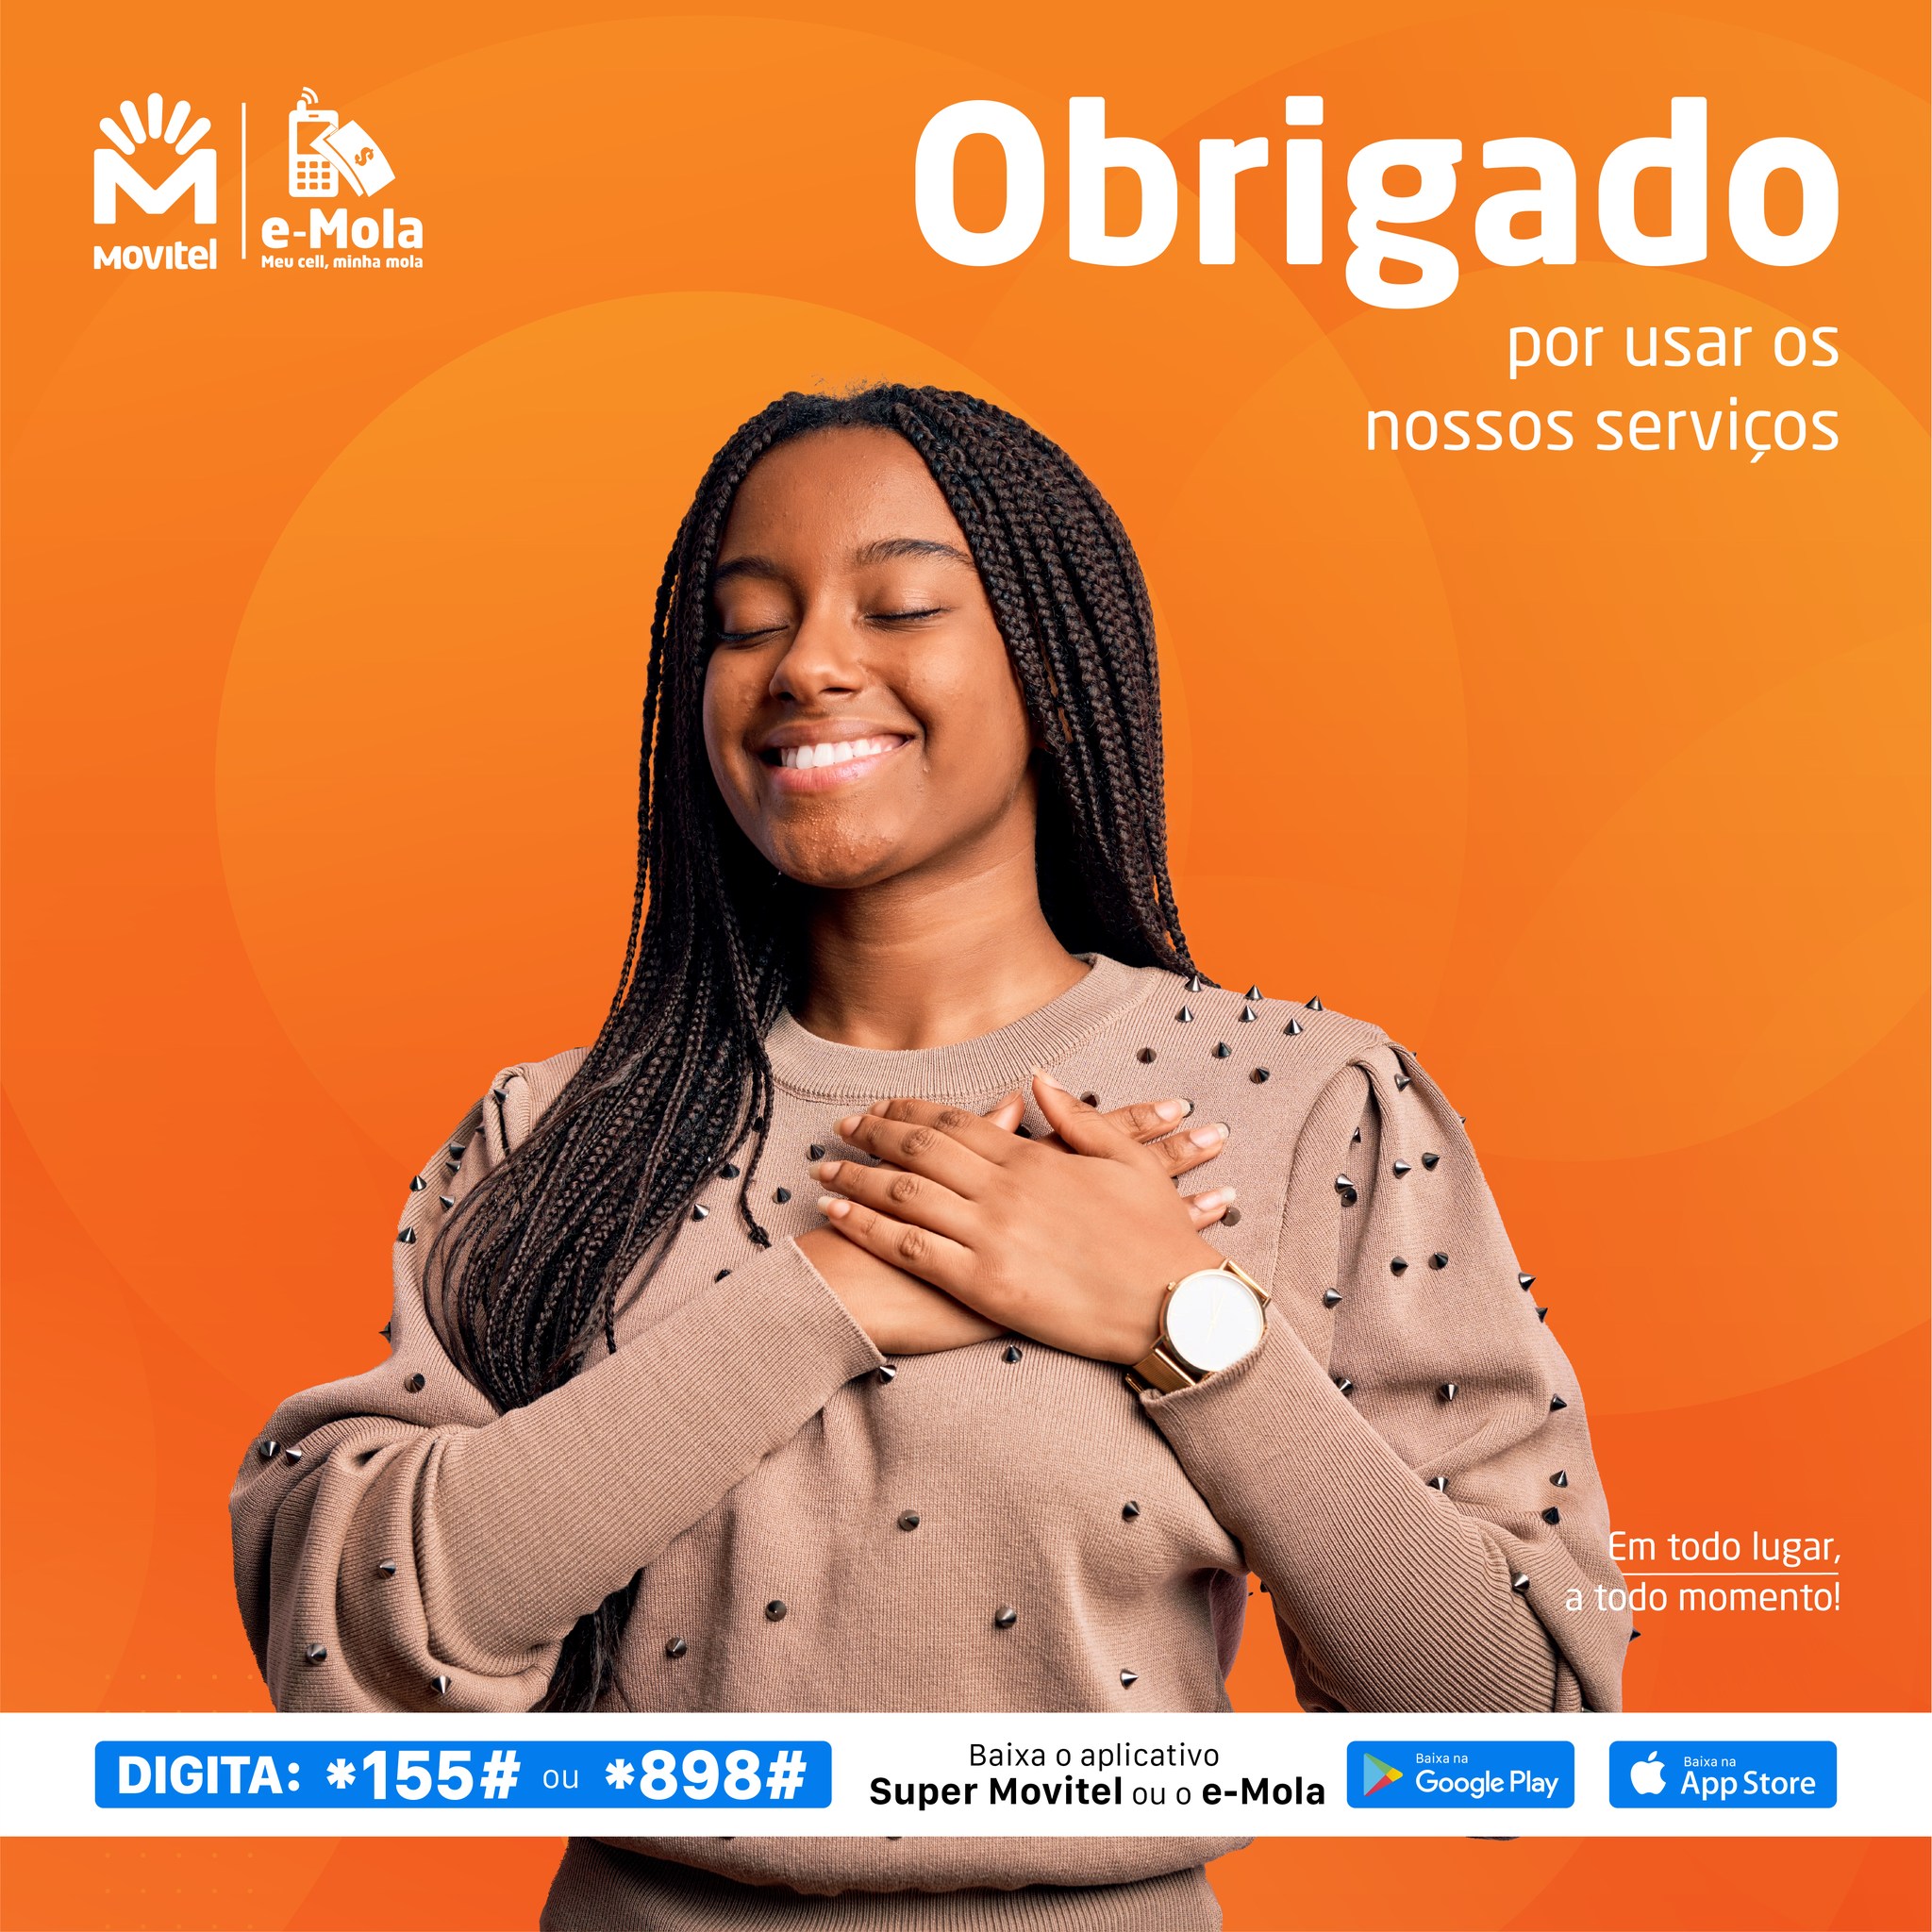 MOVITEL
e-Mola
Meu cell, minha mola
Obrigado
por usar os
nossos serviços
Em todo lugar,
a todo momento!
DIGITA: *155# ou *898#
Baixa o aplicativo
Super Movitel ou o e-Mola
Baixa na
Google Play
Baixa na
App Store